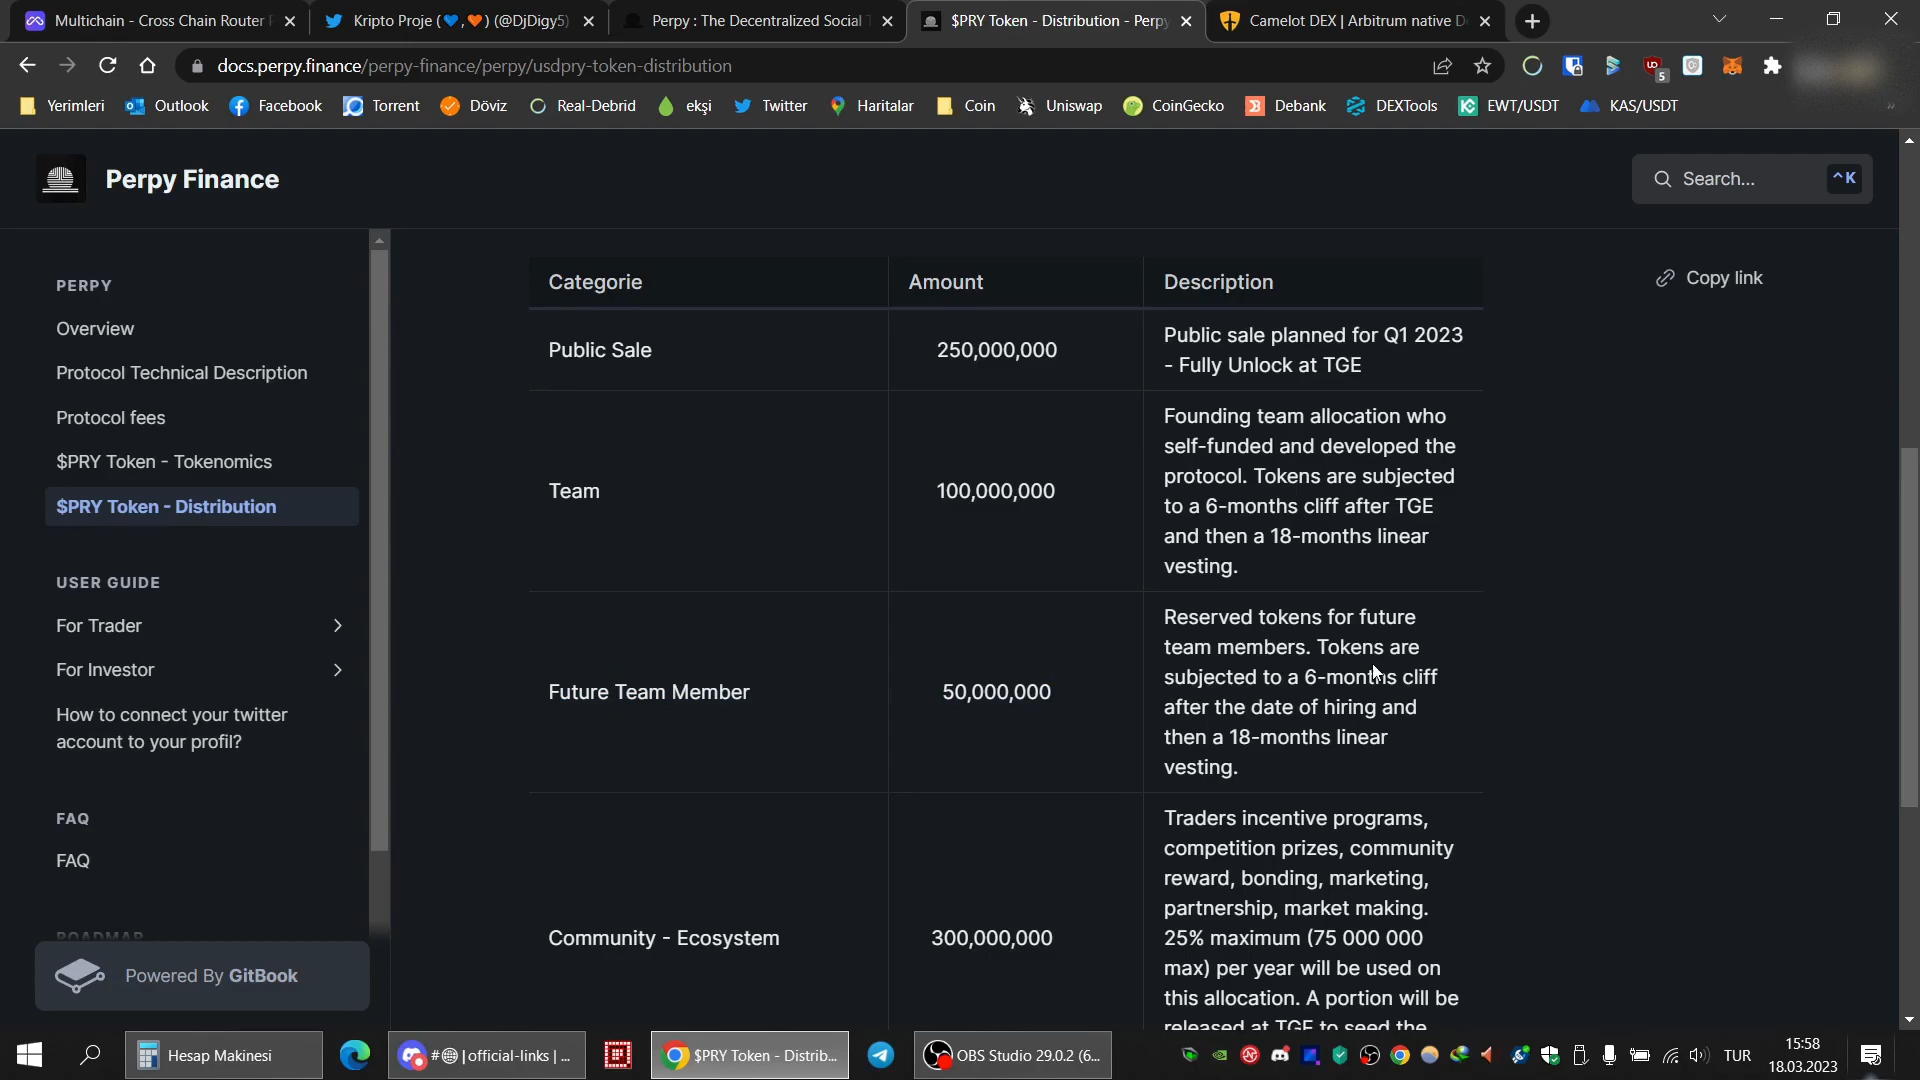 Multichain - Cross Chain Router P
Kripto Proje (💙,🧡) (@DjDigy5)
Perpy : The Decentralized Social T
$PRY Token - Distribution - Perpy
Camelot DEX | Arbitrum native D
docs.perpy.finance/perpy-finance/perpy/usdpry-token-distribution
5
Yerimleri
Outlook
Facebook
Torrent
Döviz
Real-Debrid
ekşi
Twitter
Haritalar
Coin
Uniswap
CoinGecko
Debank
DEXTools
EWT/USDT
KAS/USDT
»
Perpy Finance
Search...
^K
PERPY
Overview
Protocol Technical Description
Protocol fees
$PRY Token - Tokenomics
$PRY Token - Distribution
USER GUIDE
For Trader
For Investor
How to connect your twitter
account to your profil?
FAQ
FAQ
ROADMAP
Powered By GitBook
Copy link
Categorie Amount Description
Public Sale 250,000,000 Public sale planned for Q1 2023
- Fully Unlock at TGE
Team 100,000,000 Founding team allocation who
self-funded and developed the
protocol. Tokens are subjected
to a 6-months cliff after TGE
and then a 18-months linear
vesting.
Future Team Member 50,000,000 Reserved tokens for future
team members. Tokens are
subjected to a 6-months cliff
after the date of hiring and
then a 18-months linear
vesting.
Community - Ecosystem 300,000,000 Traders incentive programs,
competition prizes, community
reward, bonding, marketing,
partnership, market making.
25% maximum (75 000 000
max) per year will be used on
this allocation. A portion will be
released at TGE to seed the
Hesap Makinesi
#🌐 | official-links | ...
$PRY Token - Distrib...
OBS Studio 29.0.2 (6...
TUR
15:58
18.03.2023